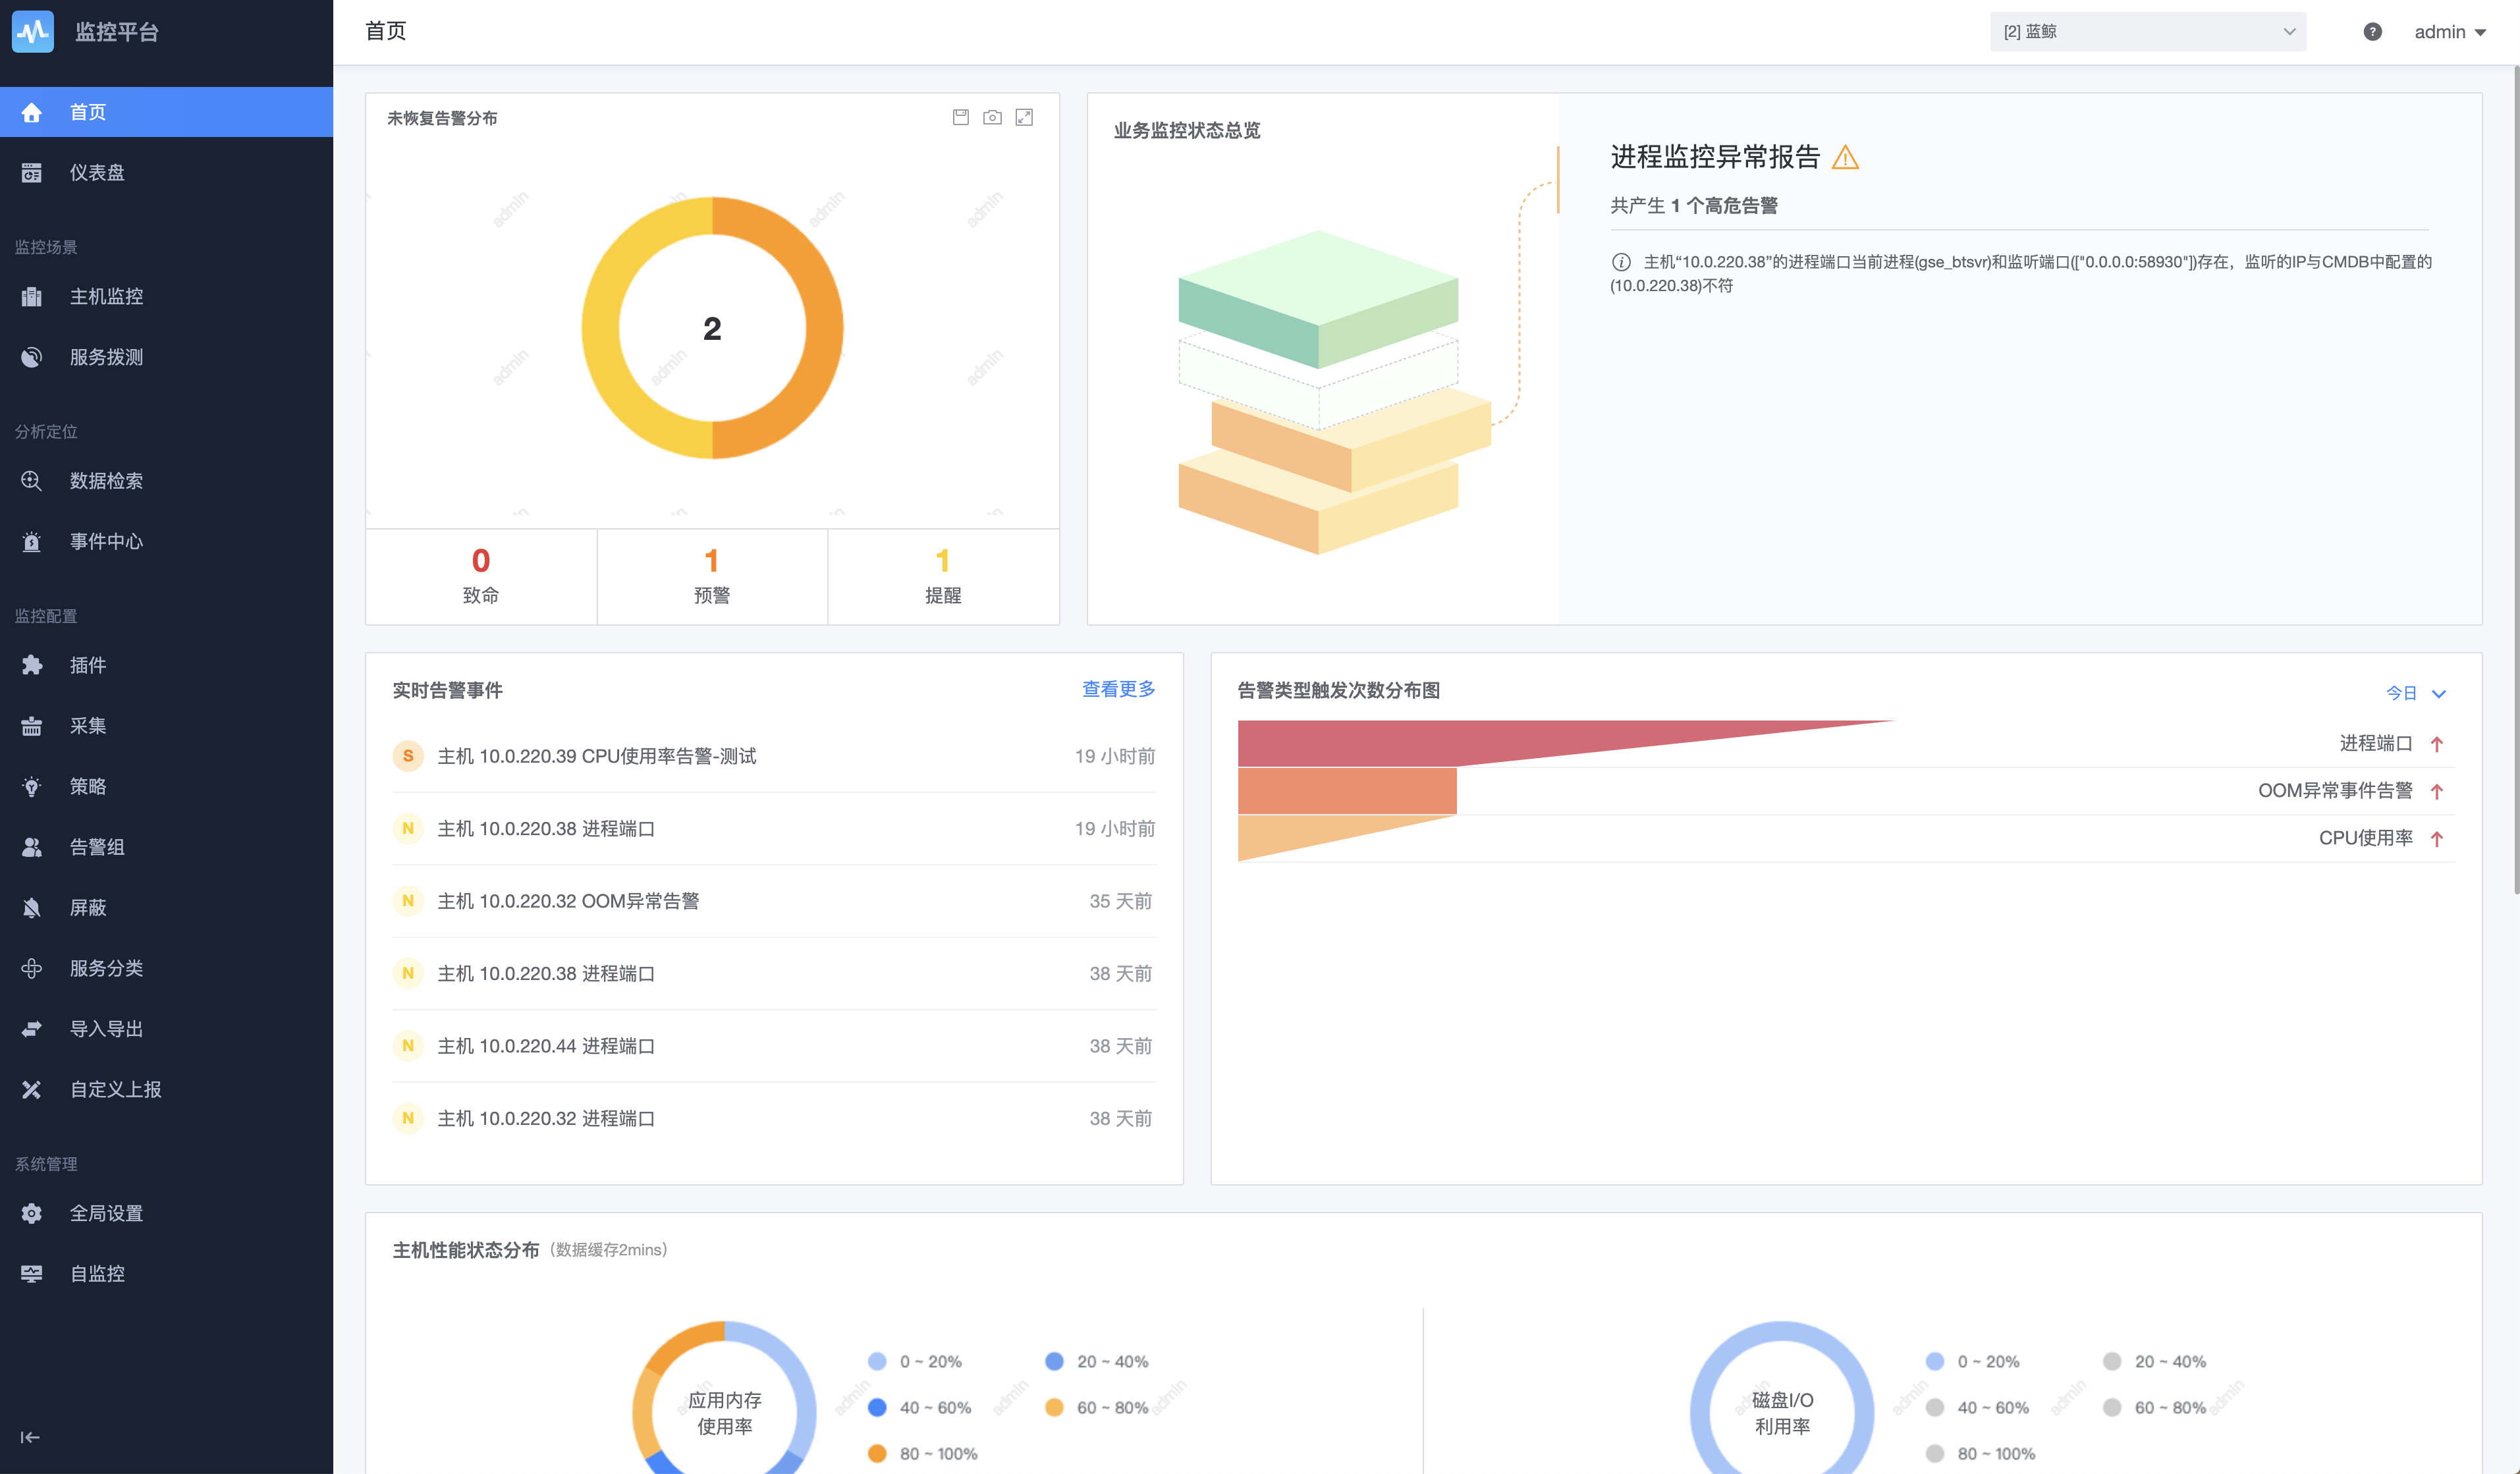 监控平台
首页
[2] 蓝鲸
admin
首页
仪表盘
监控场景
主机监控
服务拨测
分析定位
数据检索
事件中心
监控配置
插件
采集
策略
告警组
屏蔽
服务分类
导入导出
自定义上报
系统管理
全局设置
自监控
未恢复告警分布
admin
admin
admin
admin
admin
admin
2
0
致命
1
预警
1
提醒
业务监控状态总览
进程监控异常报告
共产生 1 个高危告警
主机“10.0.220.38”的进程端口当前进程(gse_btsvr)和监听端口(["0.0.0.0:58930"])存在，监听的IP与CMDB中配置的
(10.0.220.38)不符
实时告警事件
查看更多
S 主机 10.0.220.39 CPU使用率告警-测试 19 小时前
N 主机 10.0.220.38 进程端口 19 小时前
N 主机 10.0.220.32 OOM异常告警 35 天前
N 主机 10.0.220.38 进程端口 38 天前
N 主机 10.0.220.44 进程端口 38 天前
N 主机 10.0.220.32 进程端口 38 天前
告警类型触发次数分布图
今日
进程端口
OOM异常事件告警
CPU使用率
主机性能状态分布（数据缓存2mins）
应用内存
使用率
0 ~ 20%
20 ~ 40%
40 ~ 60%
60 ~ 80%
80 ~ 100%
admin
admin
admin
admin
磁盘I/O
利用率
0 ~ 20%
20 ~ 40%
40 ~ 60%
60 ~ 80%
80 ~ 100%
admin
admin
admin
admin